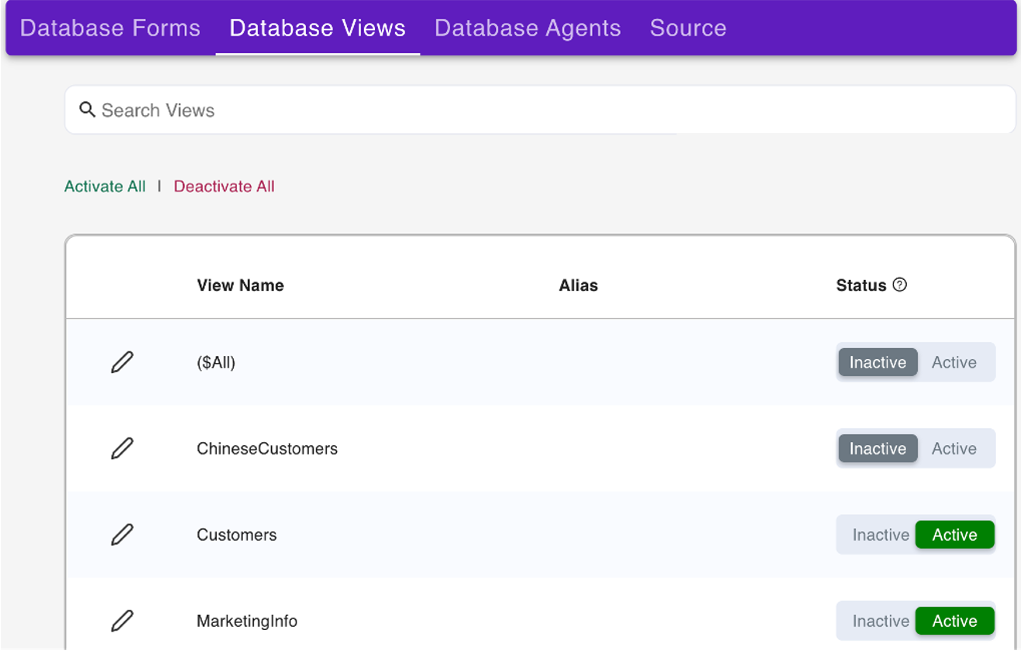 Database Forms Database Views Database Agents Source
Search Views
Activate All | Deactivate All
View Name Alias Status ?
($All) Inactive Active
ChineseCustomers Inactive Active
Customers Inactive Active
MarketingInfo Inactive Active